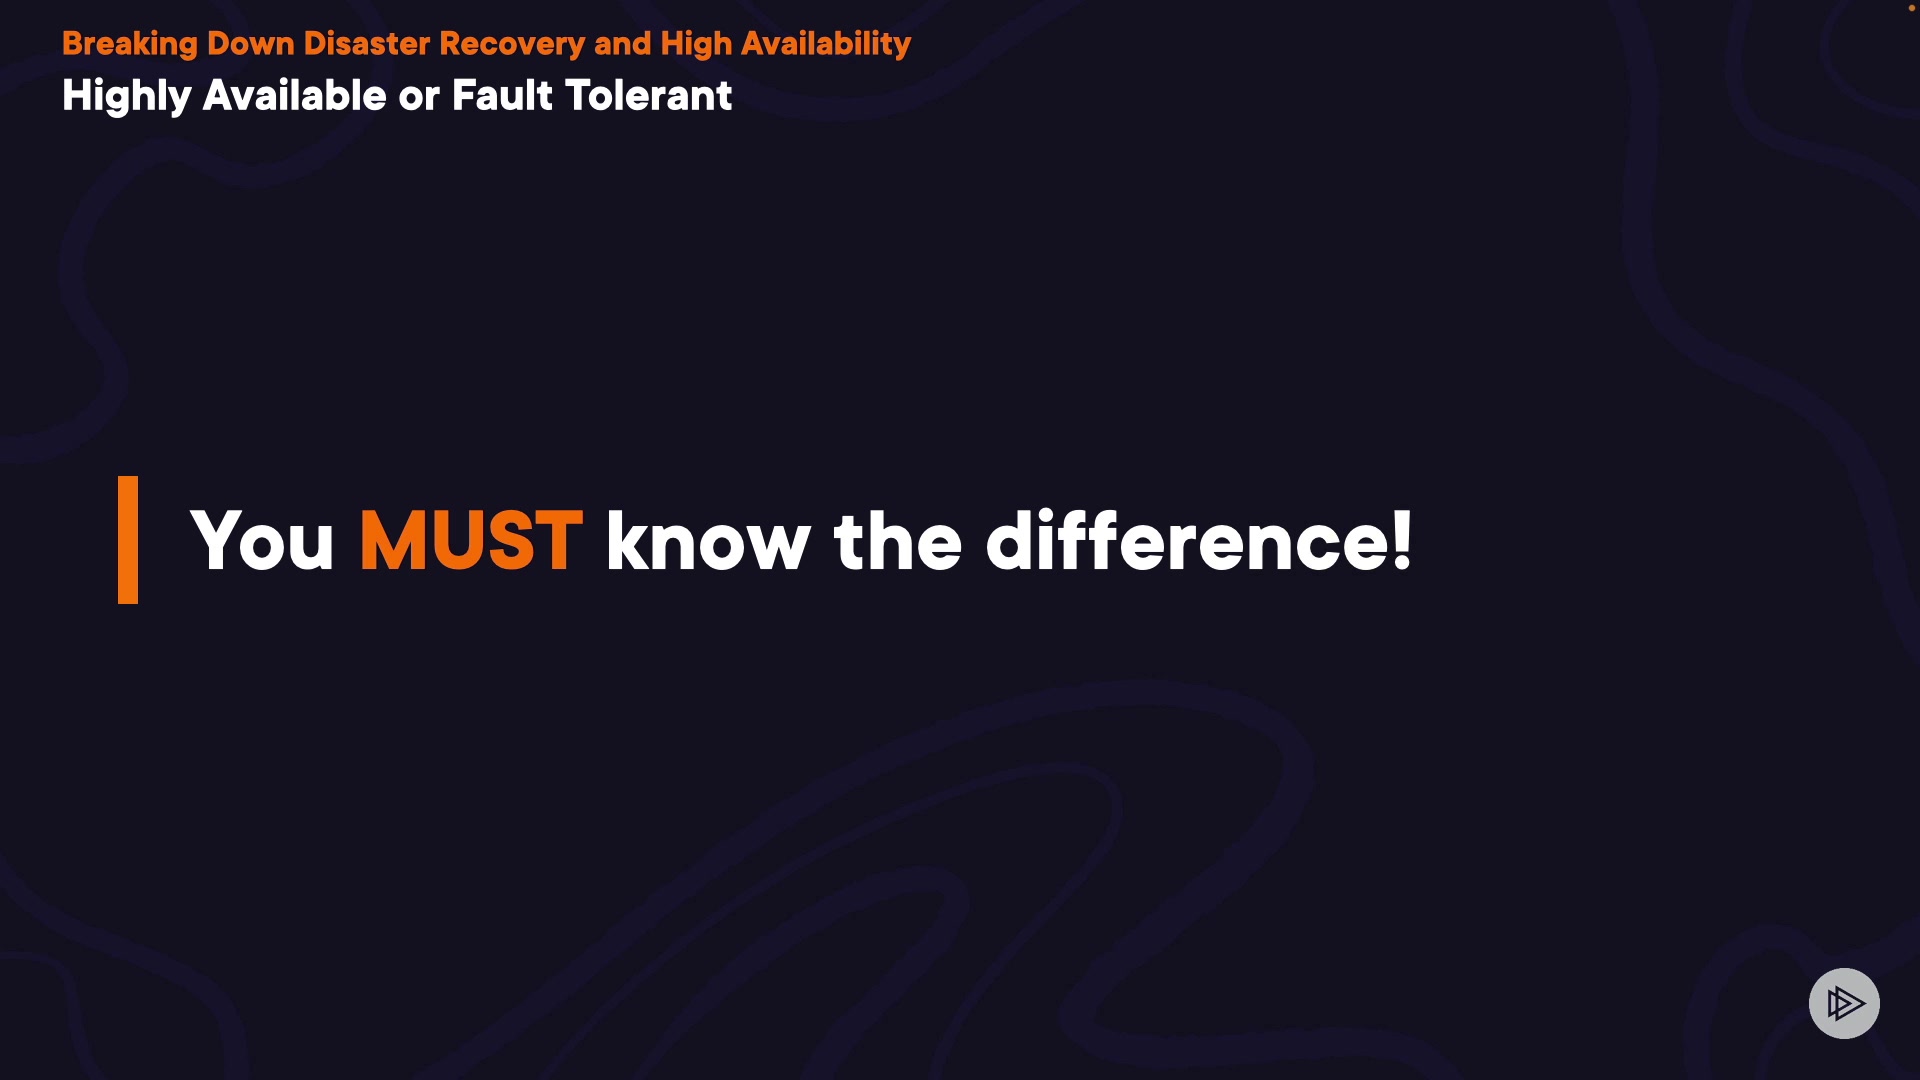 Breaking Down Disaster Recovery and High Availability
Highly Available or Fault Tolerant
You MUST know the difference!